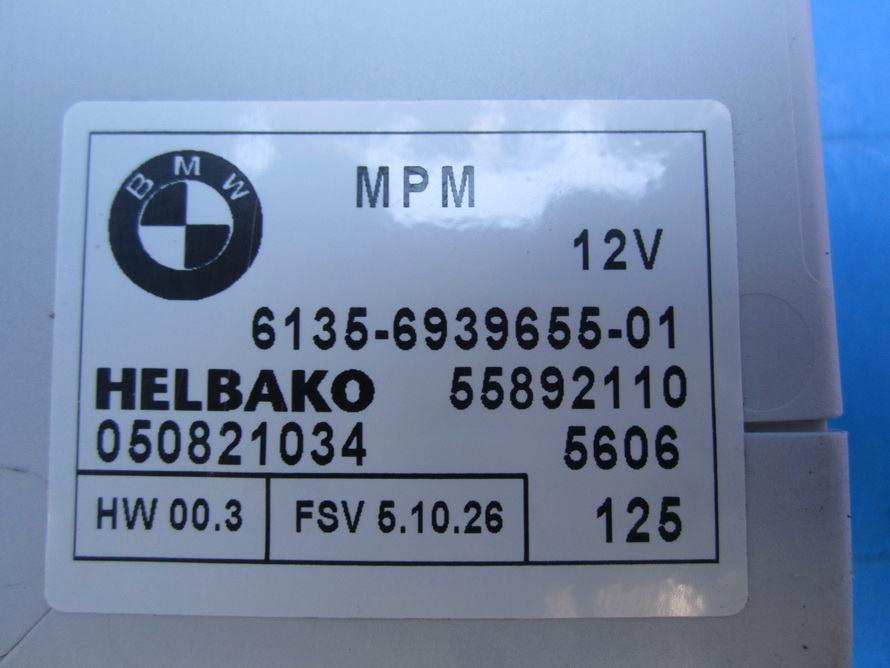 BMW
MPM
12V
6135-6939655-01
HELBAKO 55892110
050821034 5606
HW 00.3 FSV 5.10.26 125